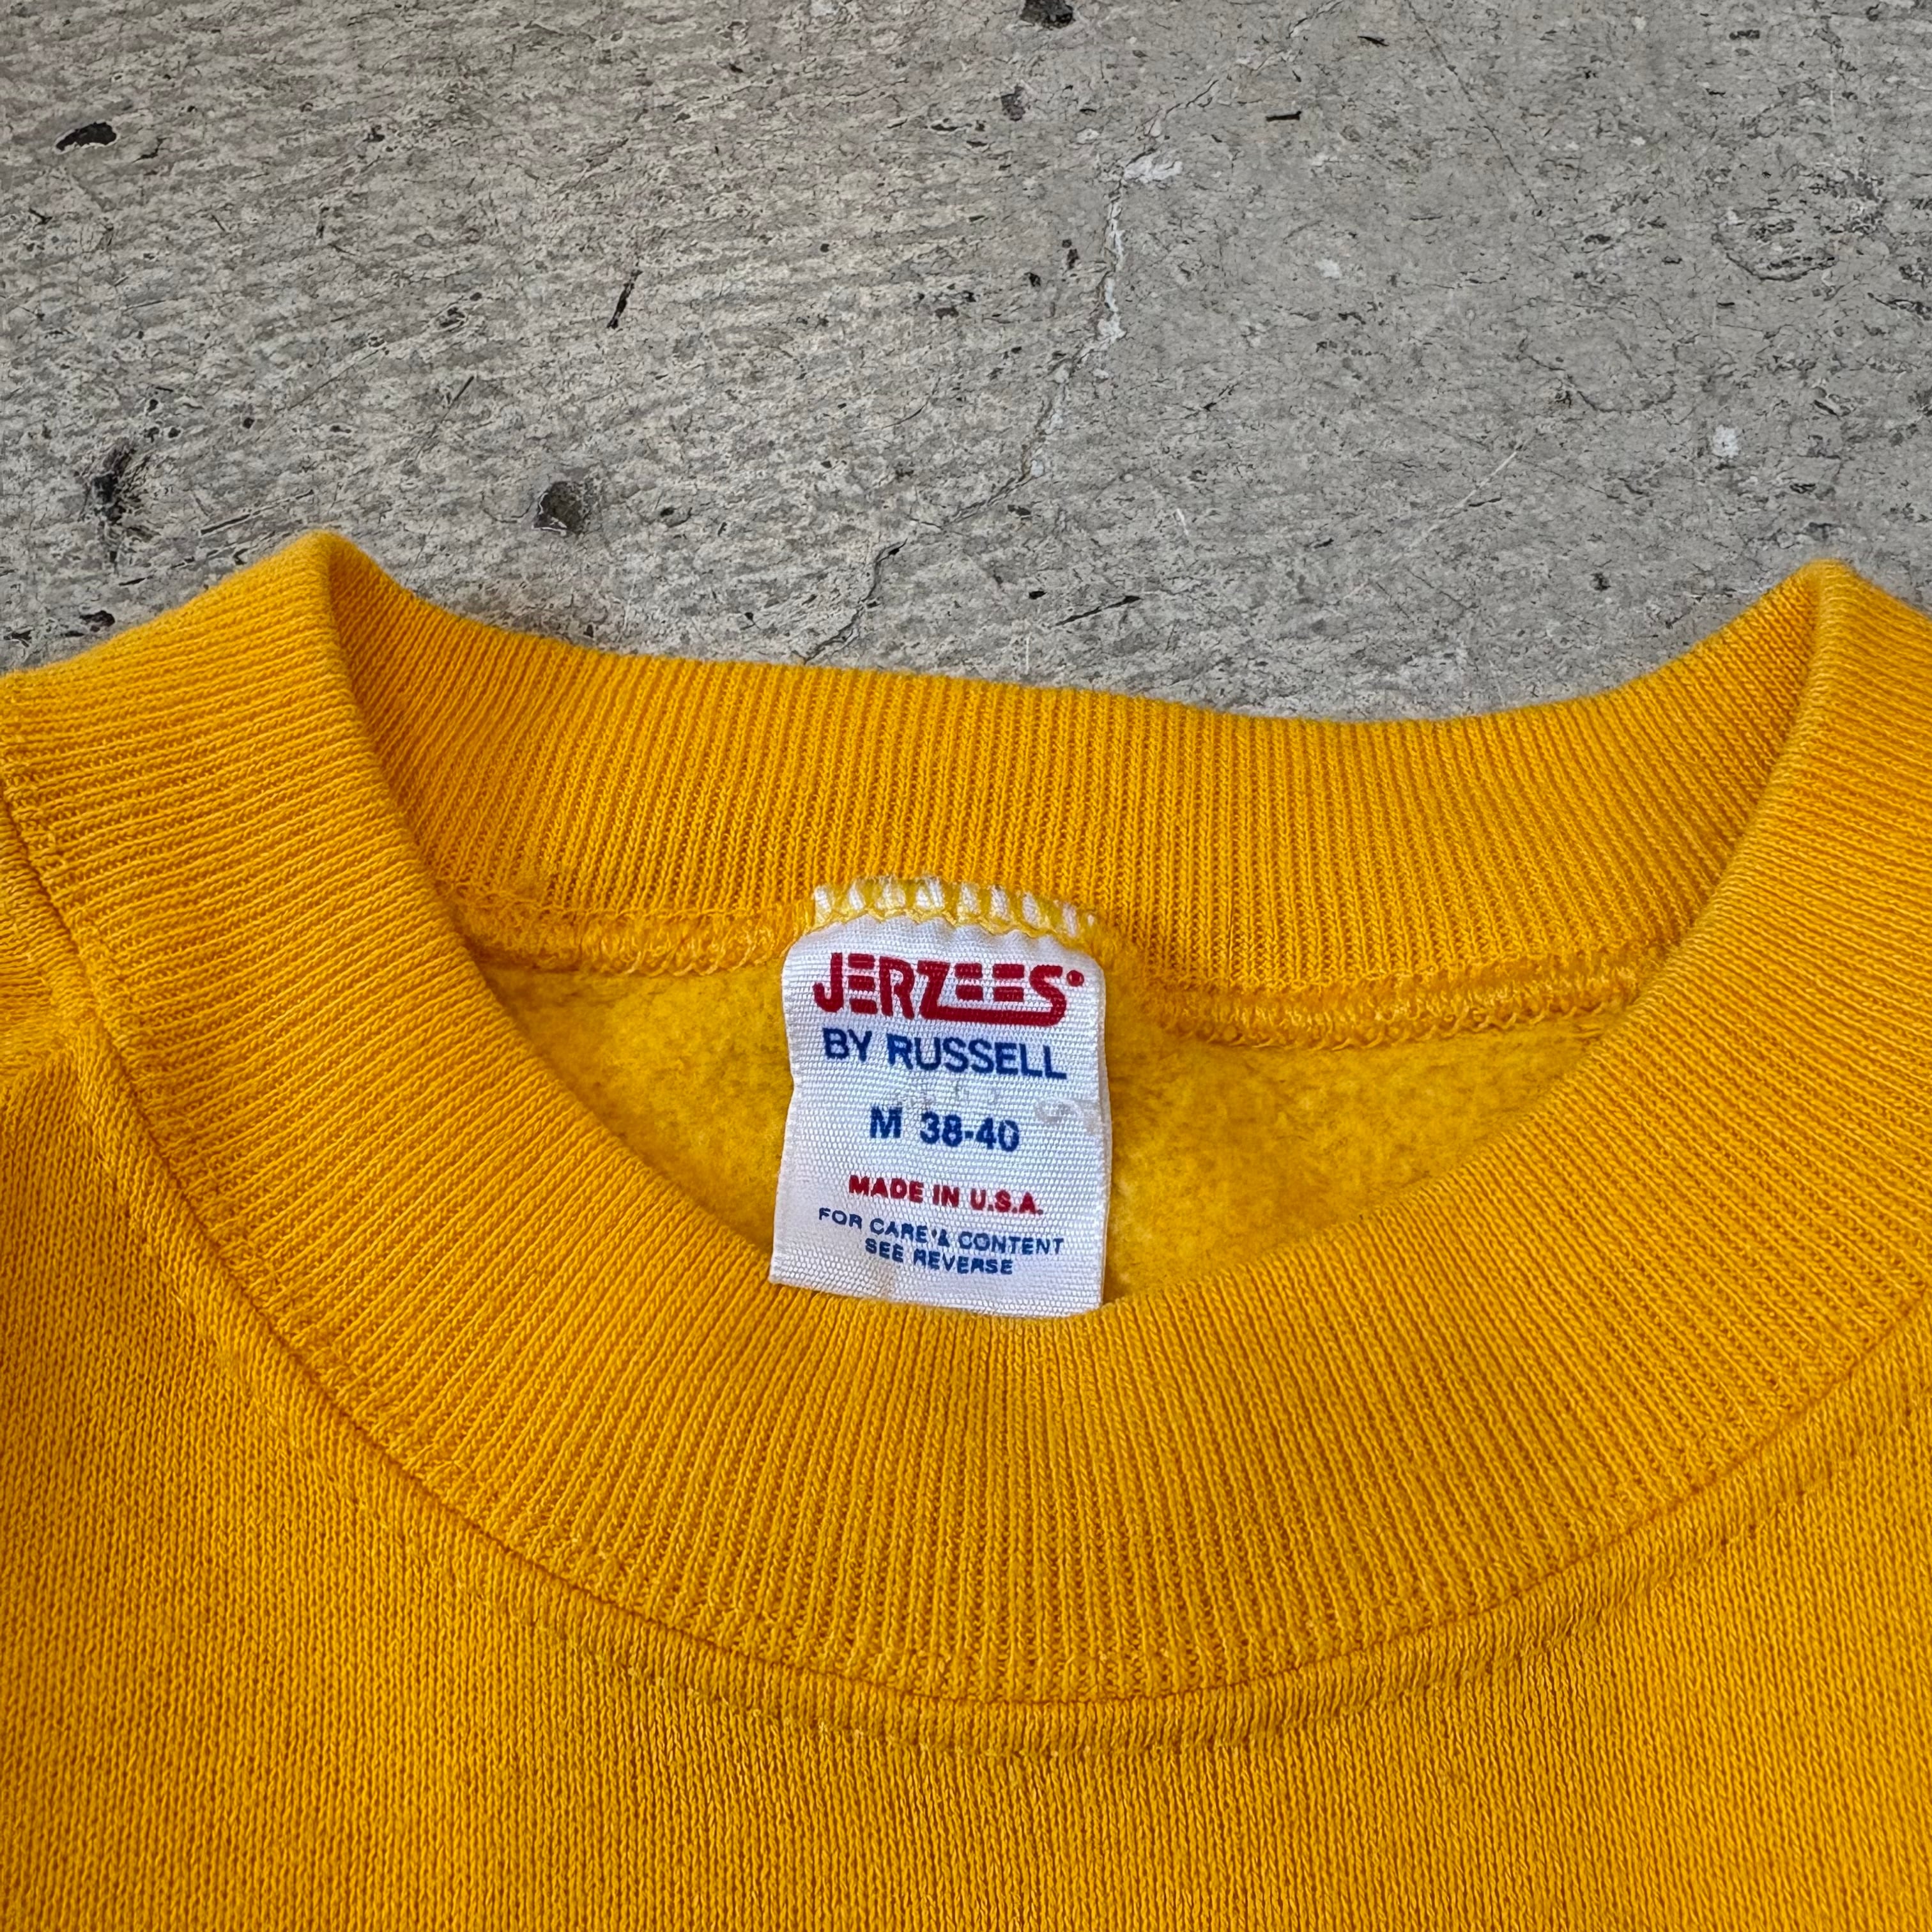 JERZEES®
BY RUSSELL
M 38-40
MADE IN U.S.A.
FOR CARE & CONTENT
SEE REVERSE